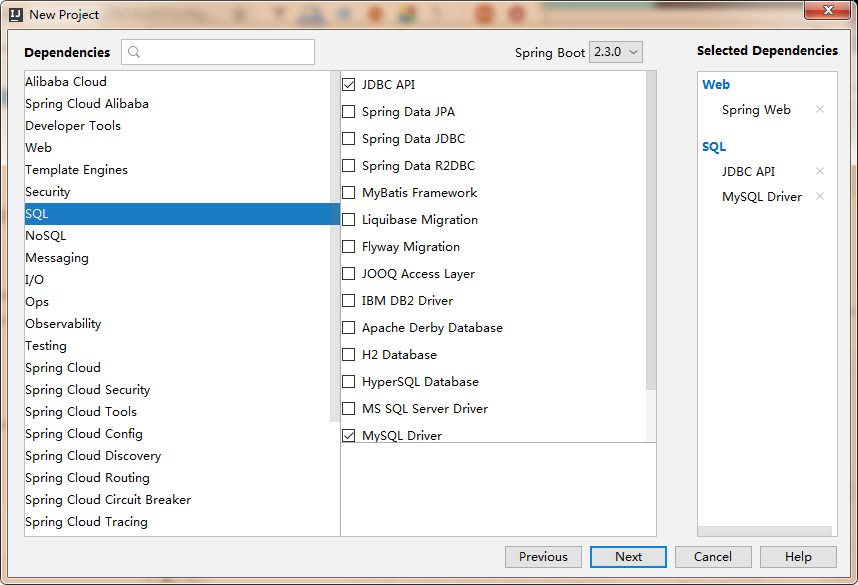 New Project
Dependencies
Spring Boot 2.3.0
Selected Dependencies
Alibaba Cloud
Spring Cloud Alibaba
Developer Tools
Web
Template Engines
Security
SQL
NoSQL
Messaging
I/O
Ops
Observability
Testing
Spring Cloud
Spring Cloud Security
Spring Cloud Tools
Spring Cloud Config
Spring Cloud Discovery
Spring Cloud Routing
Spring Cloud Circuit Breaker
Spring Cloud Tracing
JDBC API
Spring Data JPA
Spring Data JDBC
Spring Data R2DBC
MyBatis Framework
Liquibase Migration
Flyway Migration
JOOQ Access Layer
IBM DB2 Driver
Apache Derby Database
H2 Database
HyperSQL Database
MS SQL Server Driver
MySQL Driver
Web
Spring Web
SQL
JDBC API
MySQL Driver
Previous
Next
Cancel
Help